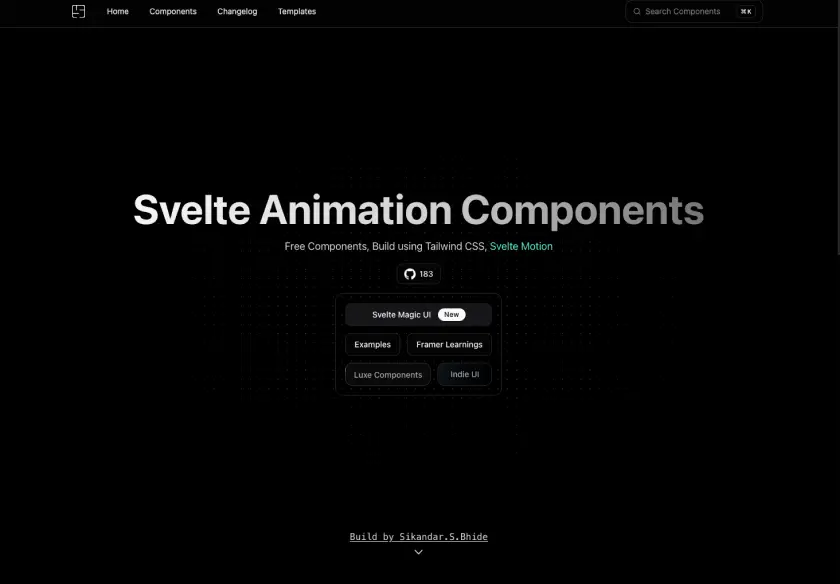 Home Components Changelog Templates Search Components ⌘K
Svelte Animation Components
Free Components, Build using Tailwind CSS, Svelte Motion
183
Svelte Magic UI New
Examples Framer Learnings
Luxe Components Indie UI
Build by Sikandar.S.Bhide